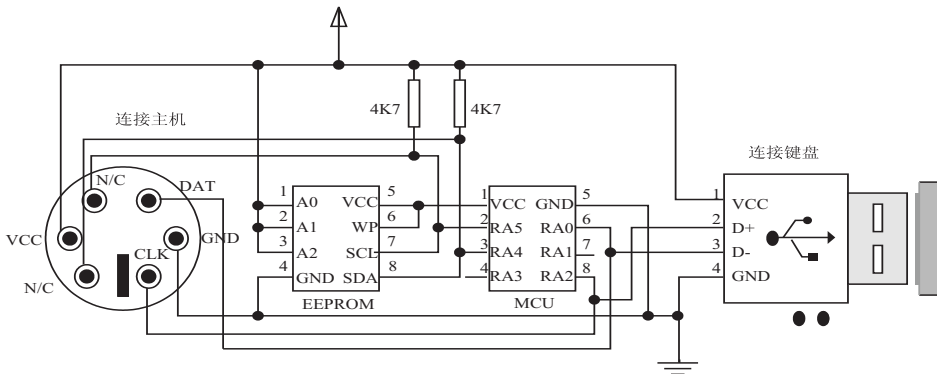 4K7
4K7
连接主机
连接键盘
N/C
DAT
VCC
GND
CLK
N/C
1 A0 VCC 5
2 A1 WP 6
3 A2 SCL 7
4 GND SDA 8
EEPROM
1 VCC GND 5
2 RA5 RA0 6
3 RA4 RA1 7
4 RA3 RA2 8
MCU
1 VCC
2 D+
3 D-
4 GND